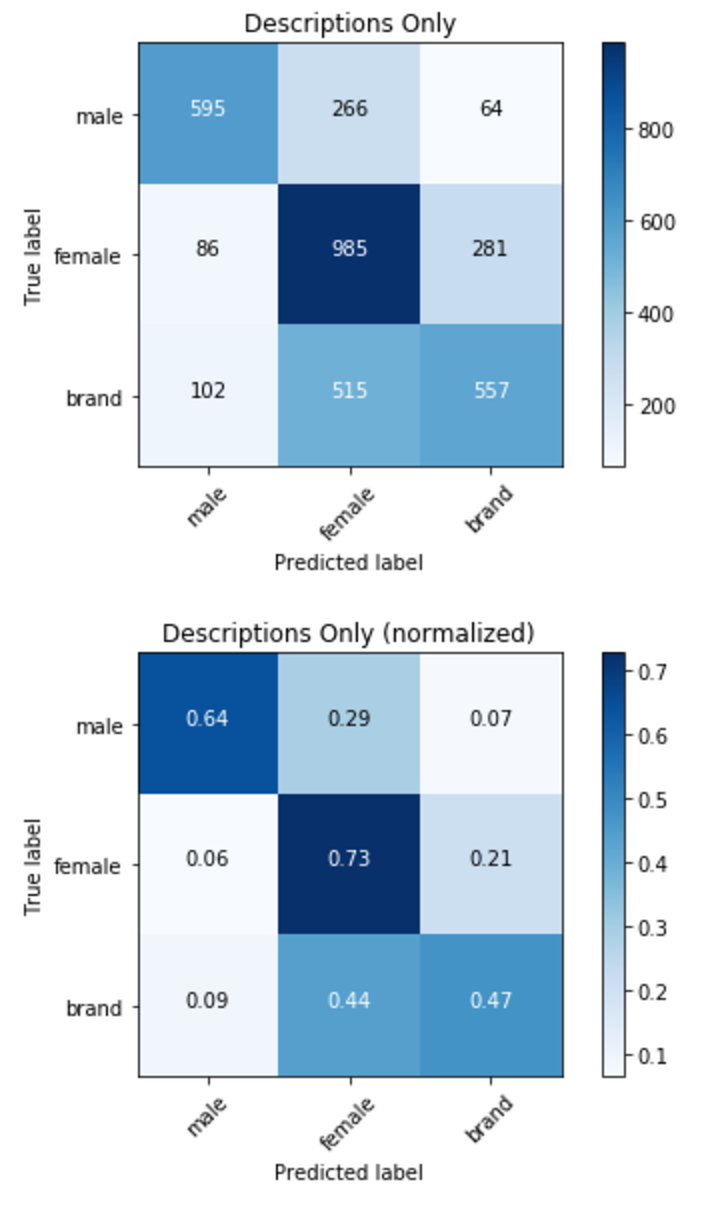 Descriptions Only
male 595 266 64
800
600
True label
female 86 985 281
400
brand 102 515 557
200
male female brand
Predicted label
Descriptions Only (normalized)
0.7
male 0.64 0.29 0.07
0.6
0.5
True label
female 0.06 0.73 0.21
0.4
0.3
brand 0.09 0.44 0.47
0.2
0.1
male female brand
Predicted label